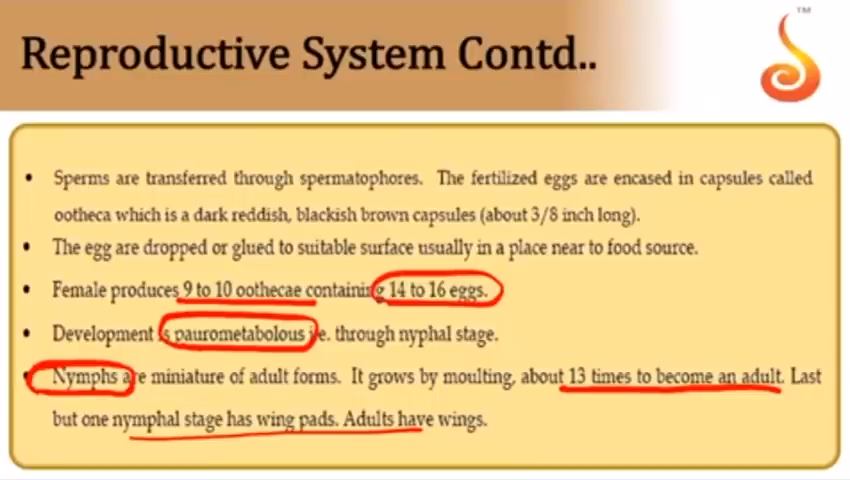 TM
Reproductive System Contd..
• Sperms are transferred through spermatophores. The fertilized eggs are encased in capsules called
ootheca which is a dark reddish, blackish brown capsules (about 3/8 inch long).
• The egg are dropped or glued to suitable surface usually in a place near to food source.
• Female produces 9 to 10 oothecae containing 14 to 16 eggs.
• Development is paurometabolous i.e. through nyphal stage.
• Nymphs are miniature of adult forms. It grows by moulting, about 13 times to become an adult. Last
but one nymphal stage has wing pads. Adults have wings.